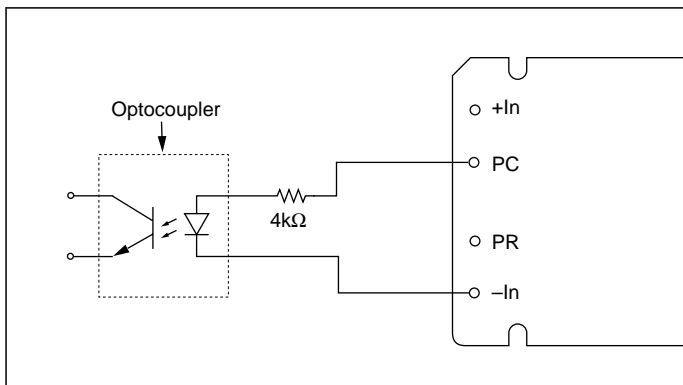 Optocoupler
4kΩ
+In
PC
PR
–In